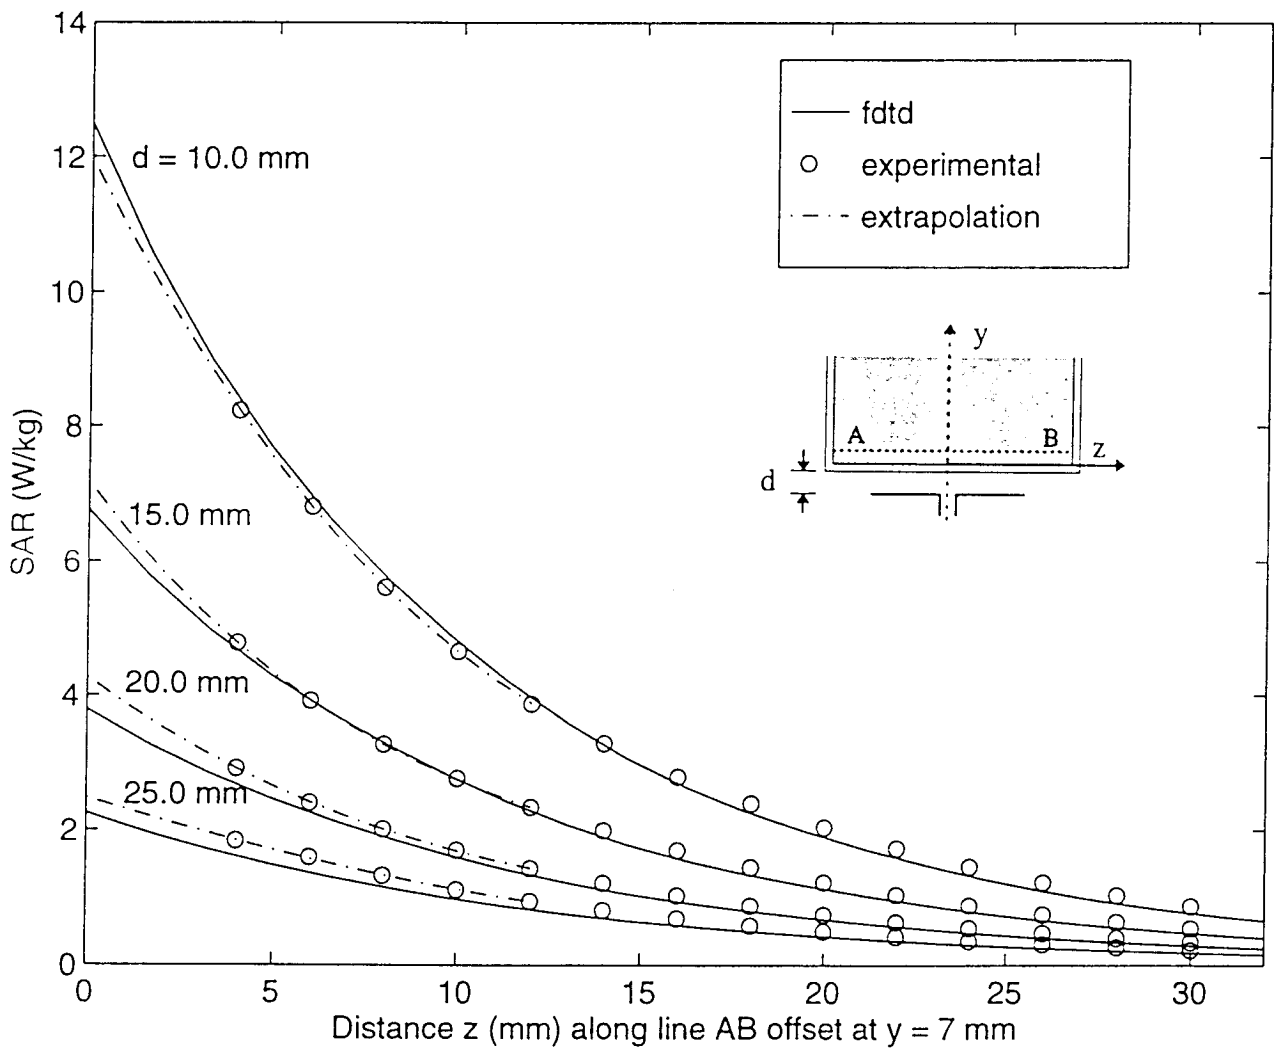 14
12
10
8
6
4
2
0
SAR (W/kg)
d = 10.0 mm
15.0 mm
20.0 mm
25.0 mm
fdtd
experimental
extrapolation
y
A
B
z
d
0 5 10 15 20 25 30
Distance z (mm) along line AB offset at y = 7 mm